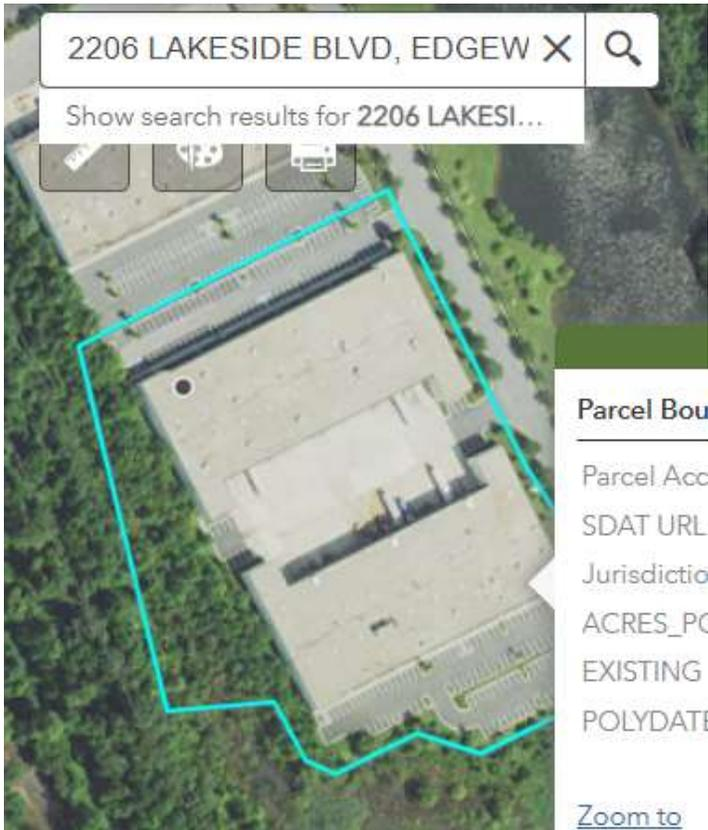 2206 LAKESIDE BLVD, EDGEW
Show search results for 2206 LAKESI...
Parcel Bou
Parcel Acc
SDAT URL
Jurisdictio
ACRES_PO
EXISTING
POLYDATE
Zoom to